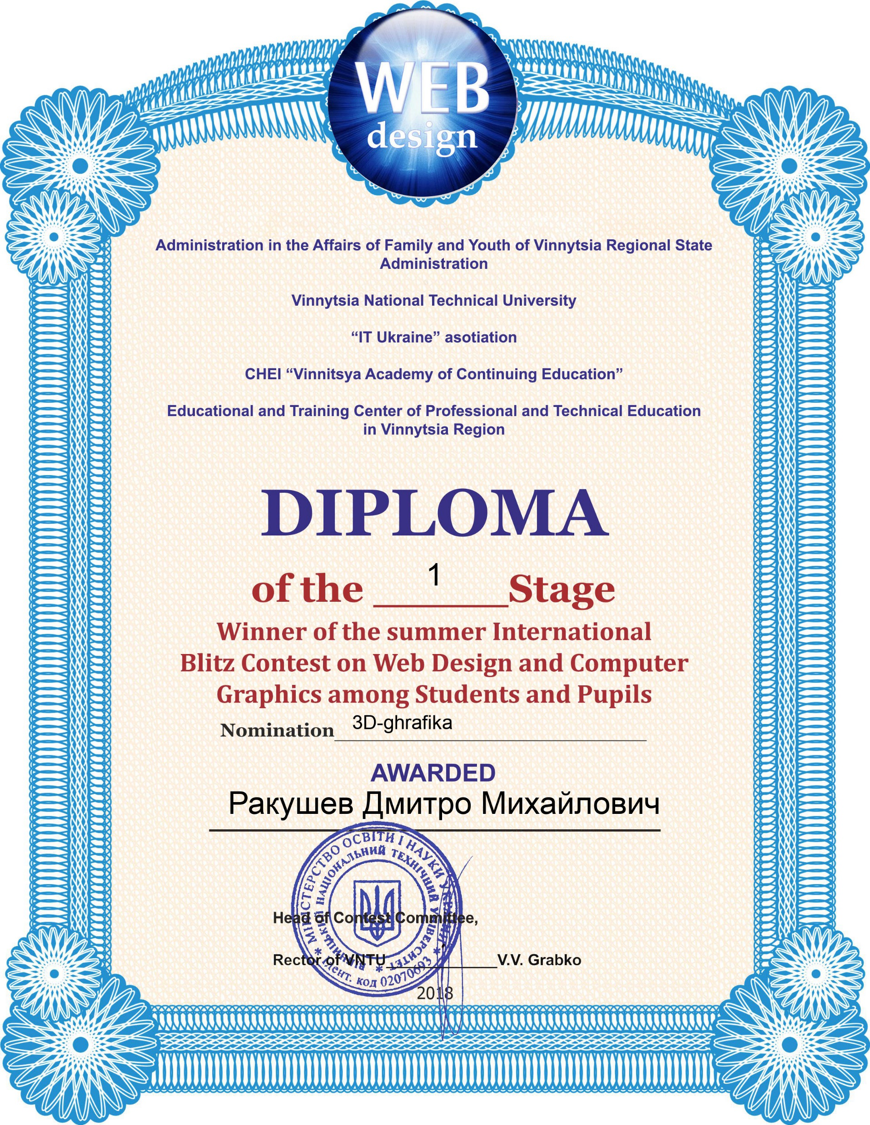 WEB
design
Administration in the Affairs of Family and Youth of Vinnytsia Regional State
Administration
Vinnytsia National Technical University
“IT Ukraine” asotiation
CHEI “Vinnitsya Academy of Continuing Education”
Educational and Training Center of Professional and Technical Education
in Vinnytsia Region
DIPLOMA
of the 1 Stage
Winner of the summer International
Blitz Contest on Web Design and Computer
Graphics among Students and Pupils
Nomination 3D-ghrafika
AWARDED
Ракушев Дмитро Михайлович
МІНІСТЕРСТВО ОСВІТИ І НАУКИ УКРАЇНИ
ВІННИЦЬКИЙ НАЦІОНАЛЬНИЙ ТЕХНІЧНИЙ УНІВЕРСИТЕТ
Head of Contest Committee,
Rector of VNTU V.V. Grabko
код 02070693
2018